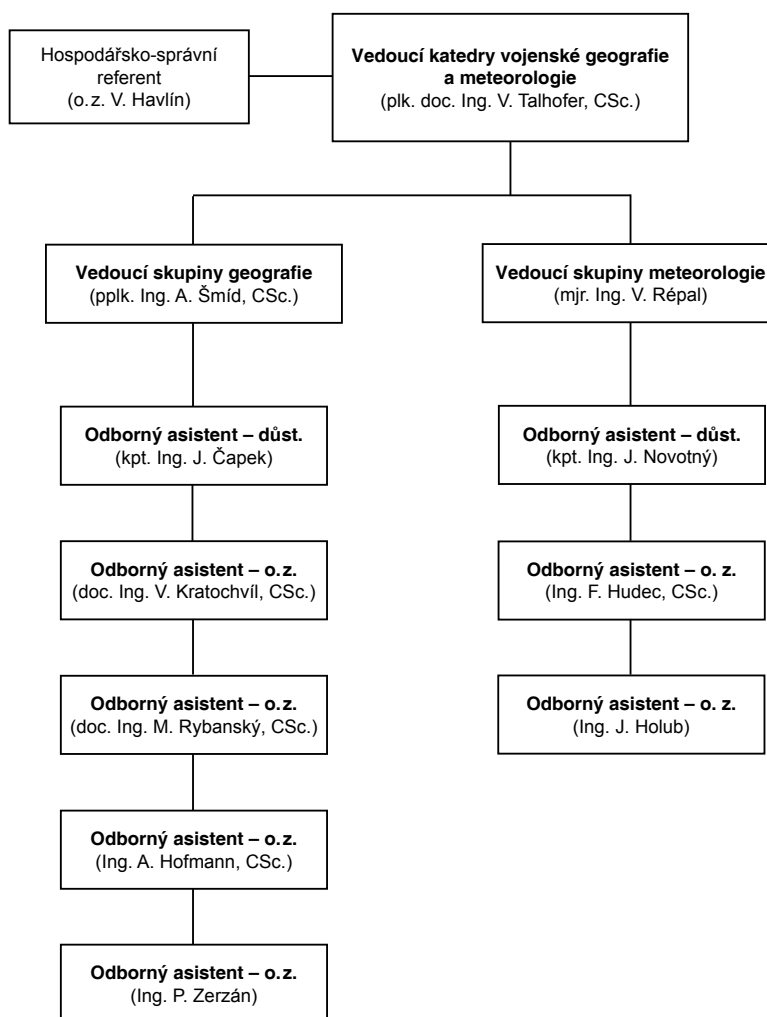 Hospodářsko-správní
referent
(o.z. V. Havlín)
Vedoucí katedry vojenské geografie
a meteorologie
(plk. doc. Ing. V. Talhofer, CSc.)
Vedoucí skupiny geografie
(pplk. Ing. A. Šmíd, CSc.)
Vedoucí skupiny meteorologie
(mjr. Ing. V. Répal)
Odborný asistent – důst.
(kpt. Ing. J. Čapek)
Odborný asistent – důst.
(kpt. Ing. J. Novotný)
Odborný asistent – o.z.
(doc. Ing. V. Kratochvíl, CSc.)
Odborný asistent – o. z.
(Ing. F. Hudec, CSc.)
Odborný asistent – o.z.
(doc. Ing. M. Rybanský, CSc.)
Odborný asistent – o. z.
(Ing. J. Holub)
Odborný asistent – o.z.
(Ing. A. Hofmann, CSc.)
Odborný asistent – o.z.
(Ing. P. Zerzán)